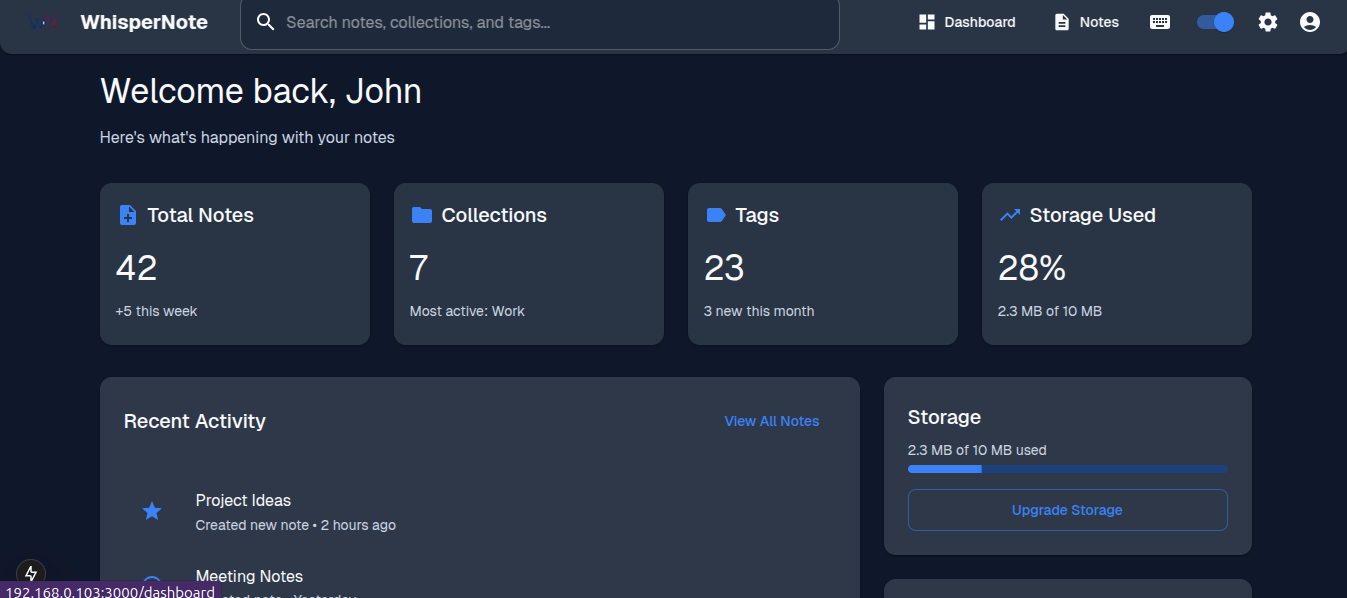 WhisperNote
Search notes, collections, and tags...
Dashboard
Notes
Welcome back, John
Here's what's happening with your notes
Total Notes
42
+5 this week
Collections
7
Most active: Work
Tags
23
3 new this month
Storage Used
28%
2.3 MB of 10 MB
Recent Activity
View All Notes
Project Ideas
Created new note • 2 hours ago
Meeting Notes
Storage
2.3 MB of 10 MB used
Upgrade Storage
192.168.0.103:3000/dashboard